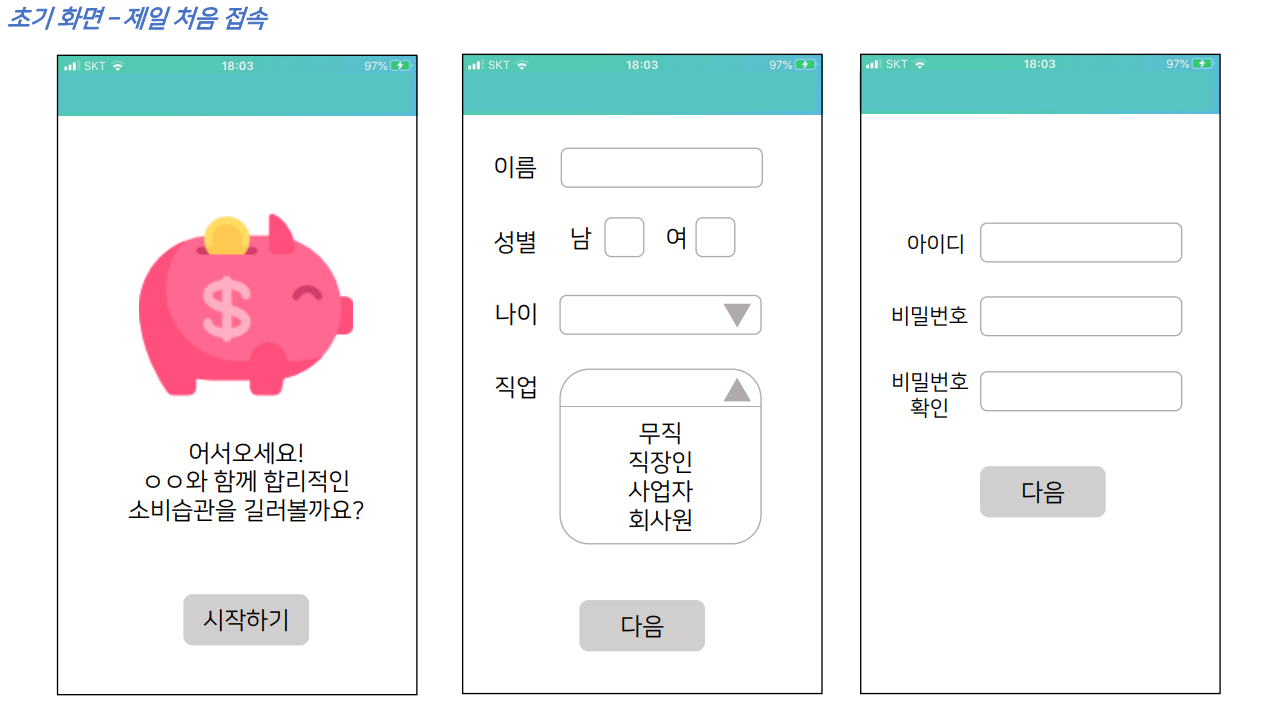 초기 화면 – 제일 처음 접속
SKT 18:03 97%
$
어서오세요!
ㅇㅇ와 함께 합리적인
소비습관을 길러볼까요?
시작하기
SKT 18:03 97%
이름
성별 남 여
나이
직업
무직
직장인
사업자
회사원
다음
SKT 18:03 97%
아이디
비밀번호
비밀번호
확인
다음